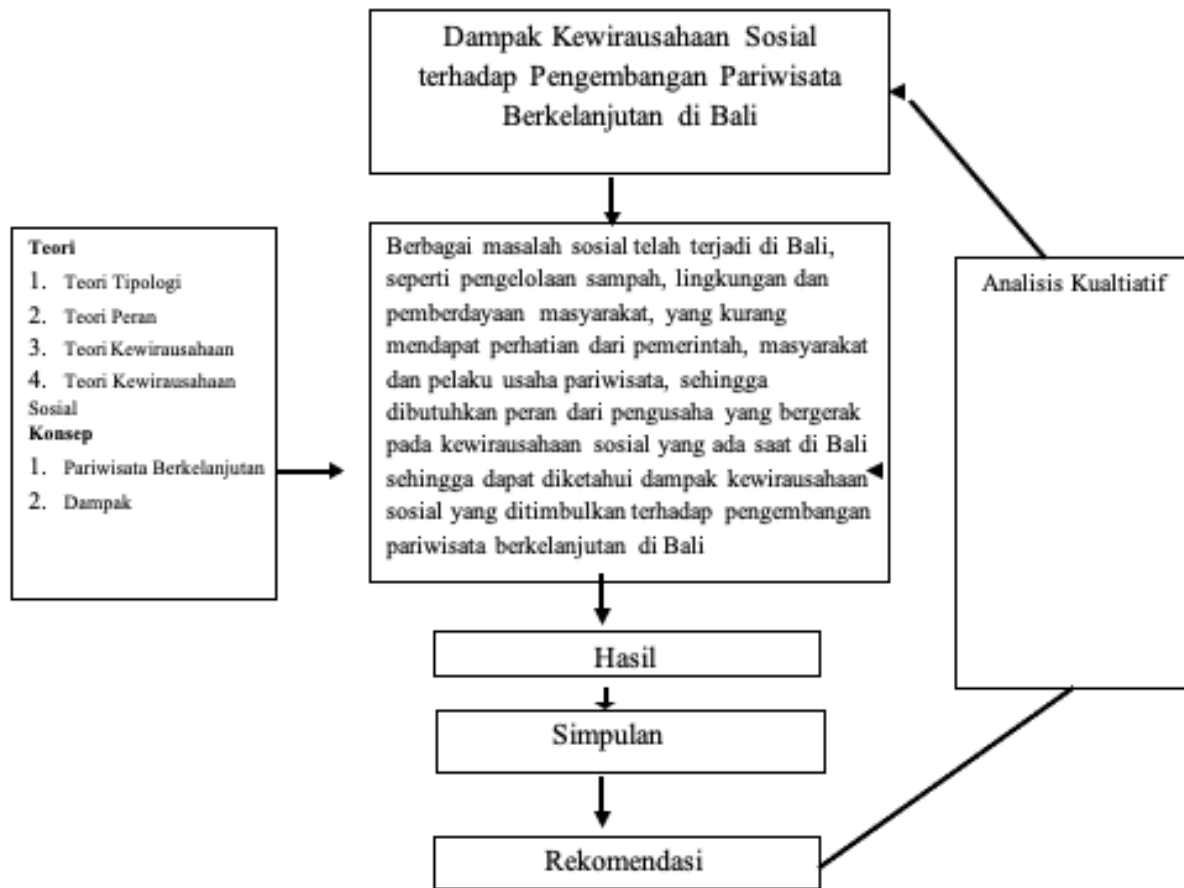 Dampak Kewirausahaan Sosial
terhadap Pengembangan Pariwisata
Berkelanjutan di Bali
Teori
1. Teori Tipologi
2. Teori Peran
3. Teori Kewirausahaan
4. Teori Kewirausahaan
Sosial
Konsep
1. Pariwisata Berkelanjutan
2. Dampak
Berbagai masalah sosial telah terjadi di Bali,
seperti pengelolaan sampah, lingkungan dan
pemberdayaan masyarakat, yang kurang
mendapat perhatian dari pemerintah, masyarakat
dan pelaku usaha pariwisata, sehingga
dibutuhkan peran dari pengusaha yang bergerak
pada kewirausahaan sosial yang ada saat di Bali
sehingga dapat diketahui dampak kewirausahaan
sosial yang ditimbulkan terhadap pengembangan
pariwisata berkelanjutan di Bali
Analisis Kualtiatif
Hasil
Simpulan
Rekomendasi